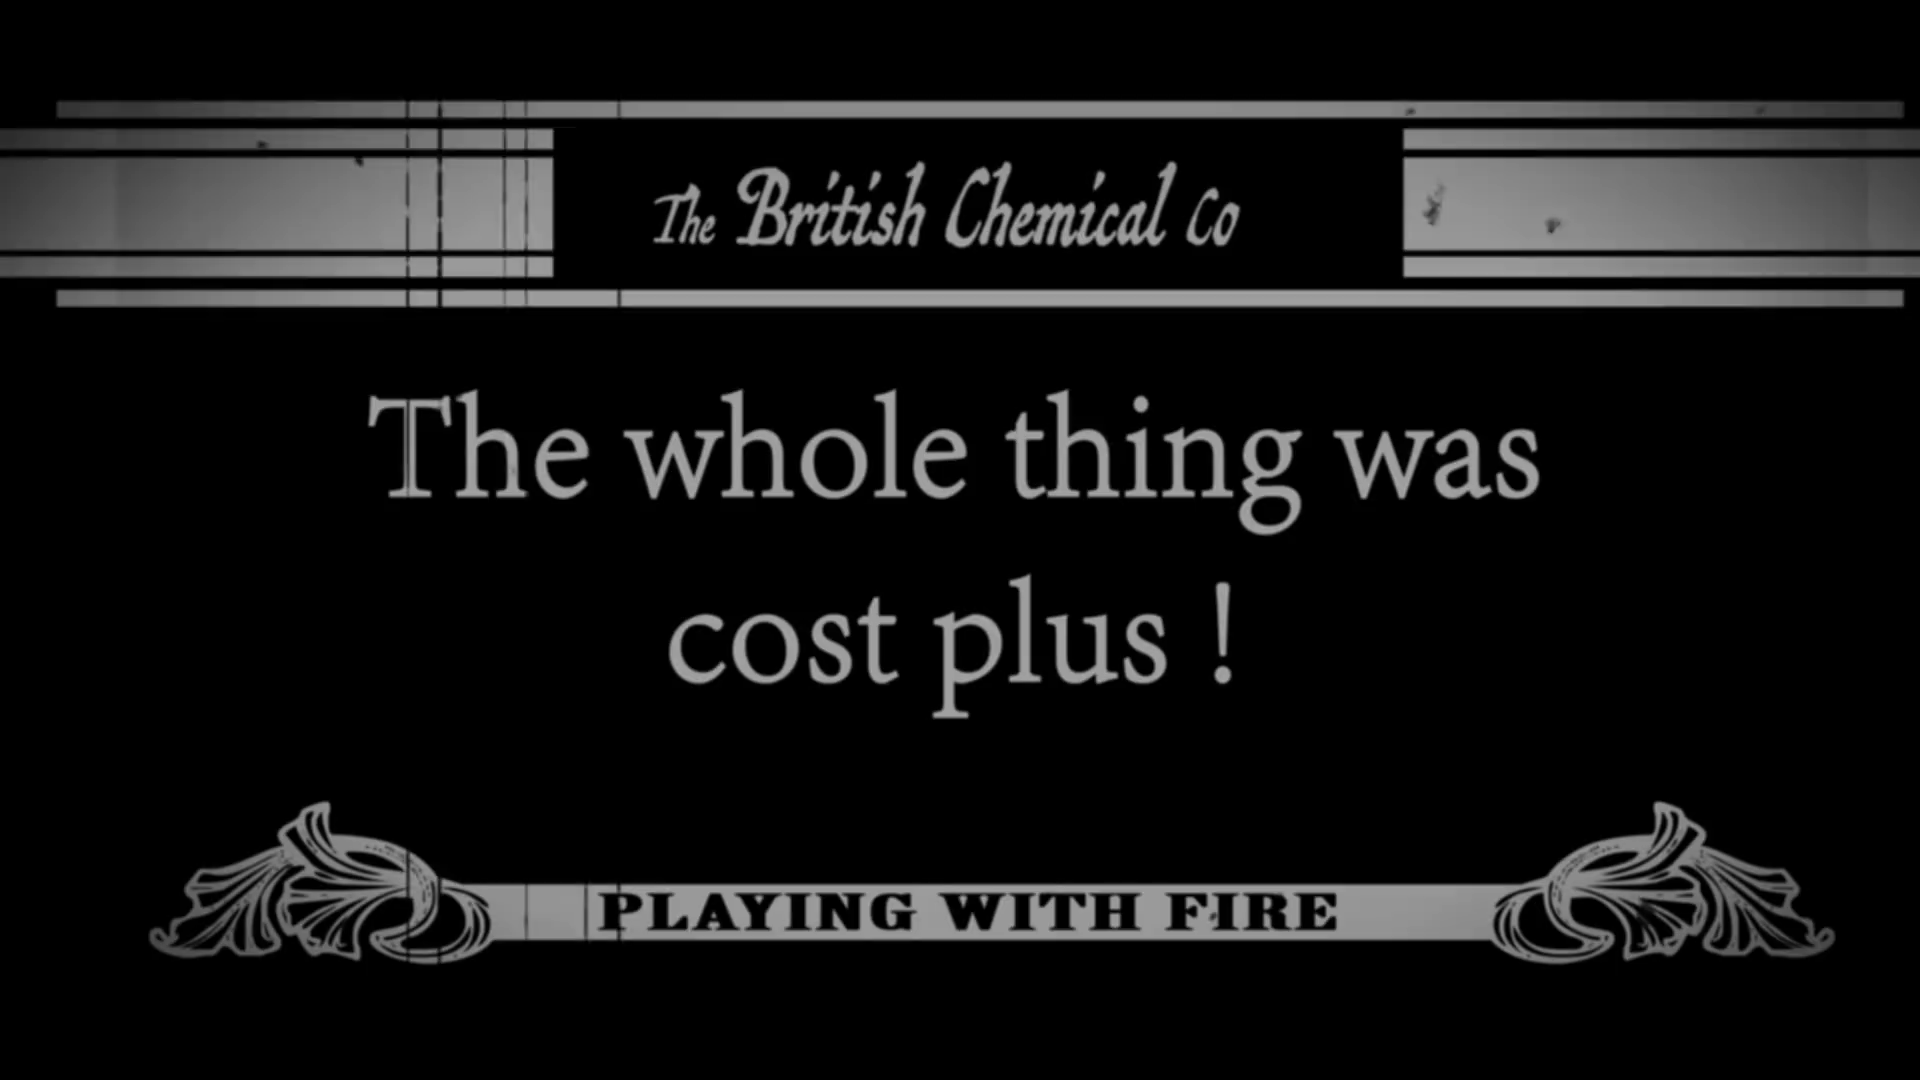 The British Chemical Co
The whole thing was
cost plus !
PLAYING WITH FIRE